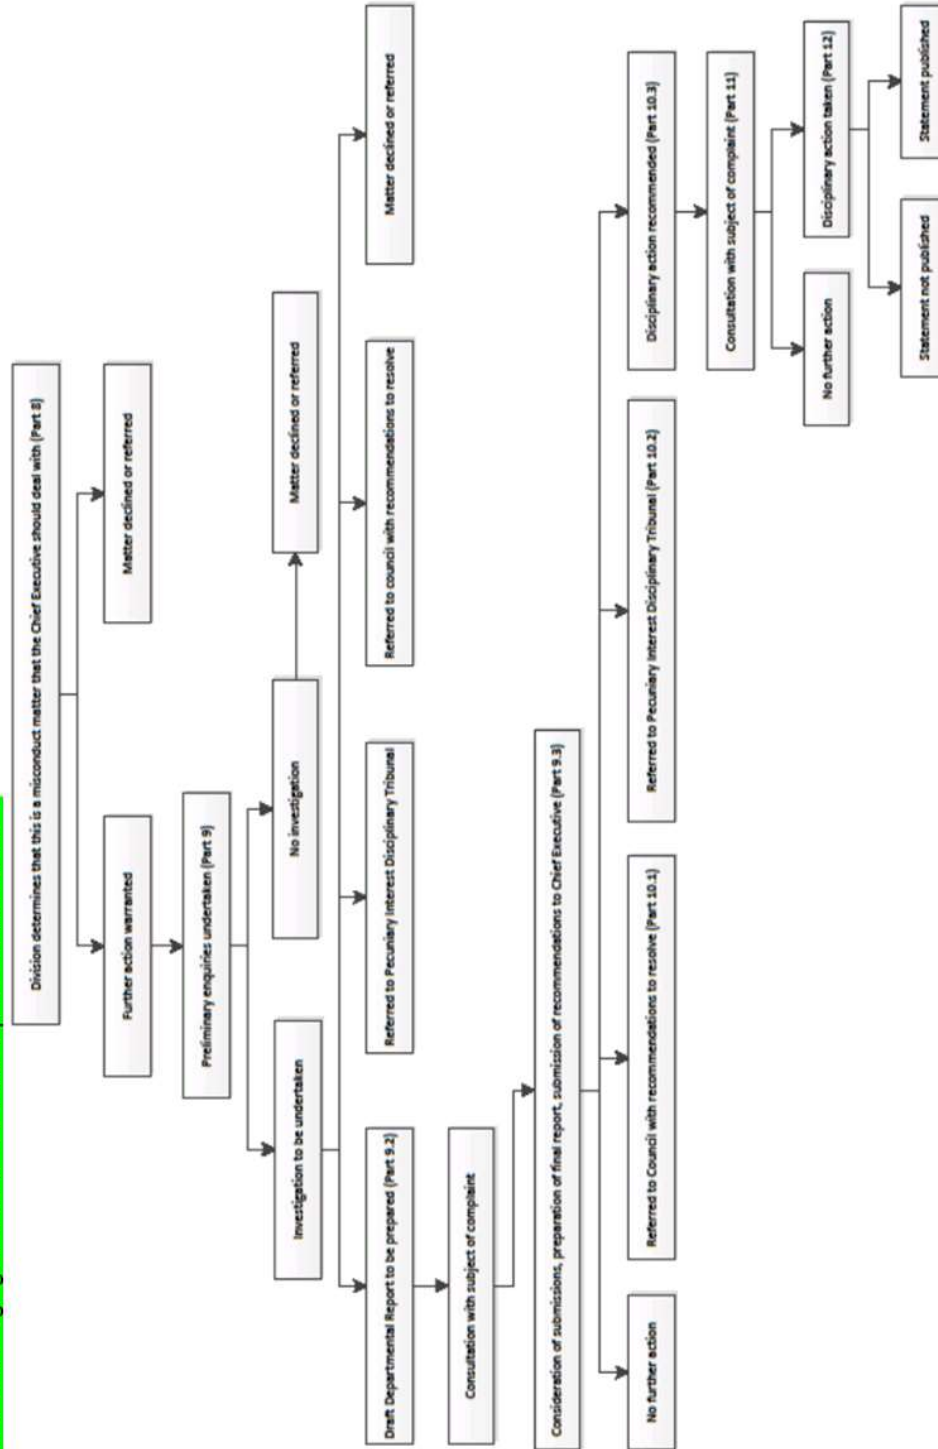 Division determines that this is a misconduct matter that the Chief Executive should deal with (Part 8)
Further action warranted
Matter declined or referred
Preliminary enquiries undertaken (Part 9)
Investigation to be undertaken
No investigation
Matter declined or referred
Draft Departmental Report to be prepared (Part 9.2)
Referred to Pecuniary Interest Disciplinary Tribunal
Referred to council with recommendations to resolve
Matter declined or referred
Consultation with subject of complaint
Consideration of submissions, preparation of final report, submission of recommendations to Chief Executive (Part 9.3)
No further action
Referred to Council with recommendations to resolve (Part 10.1)
Referred to Pecuniary Interest Disciplinary Tribunal (Part 10.2)
Disciplinary action recommended (Part 10.3)
Consultation with subject of complaint (Part 11)
No further action
Disciplinary action taken (Part 12)
Statement not published
Statement published